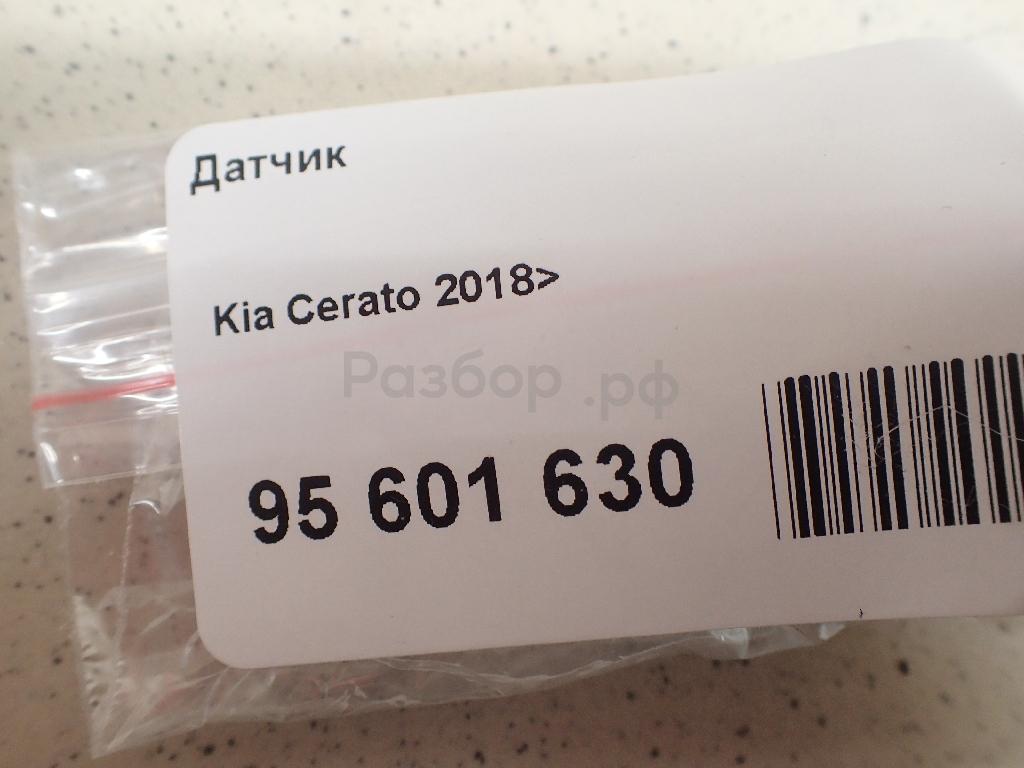 Датчик
Kia Cerato 2018>
Разбор.рф
95 601 630